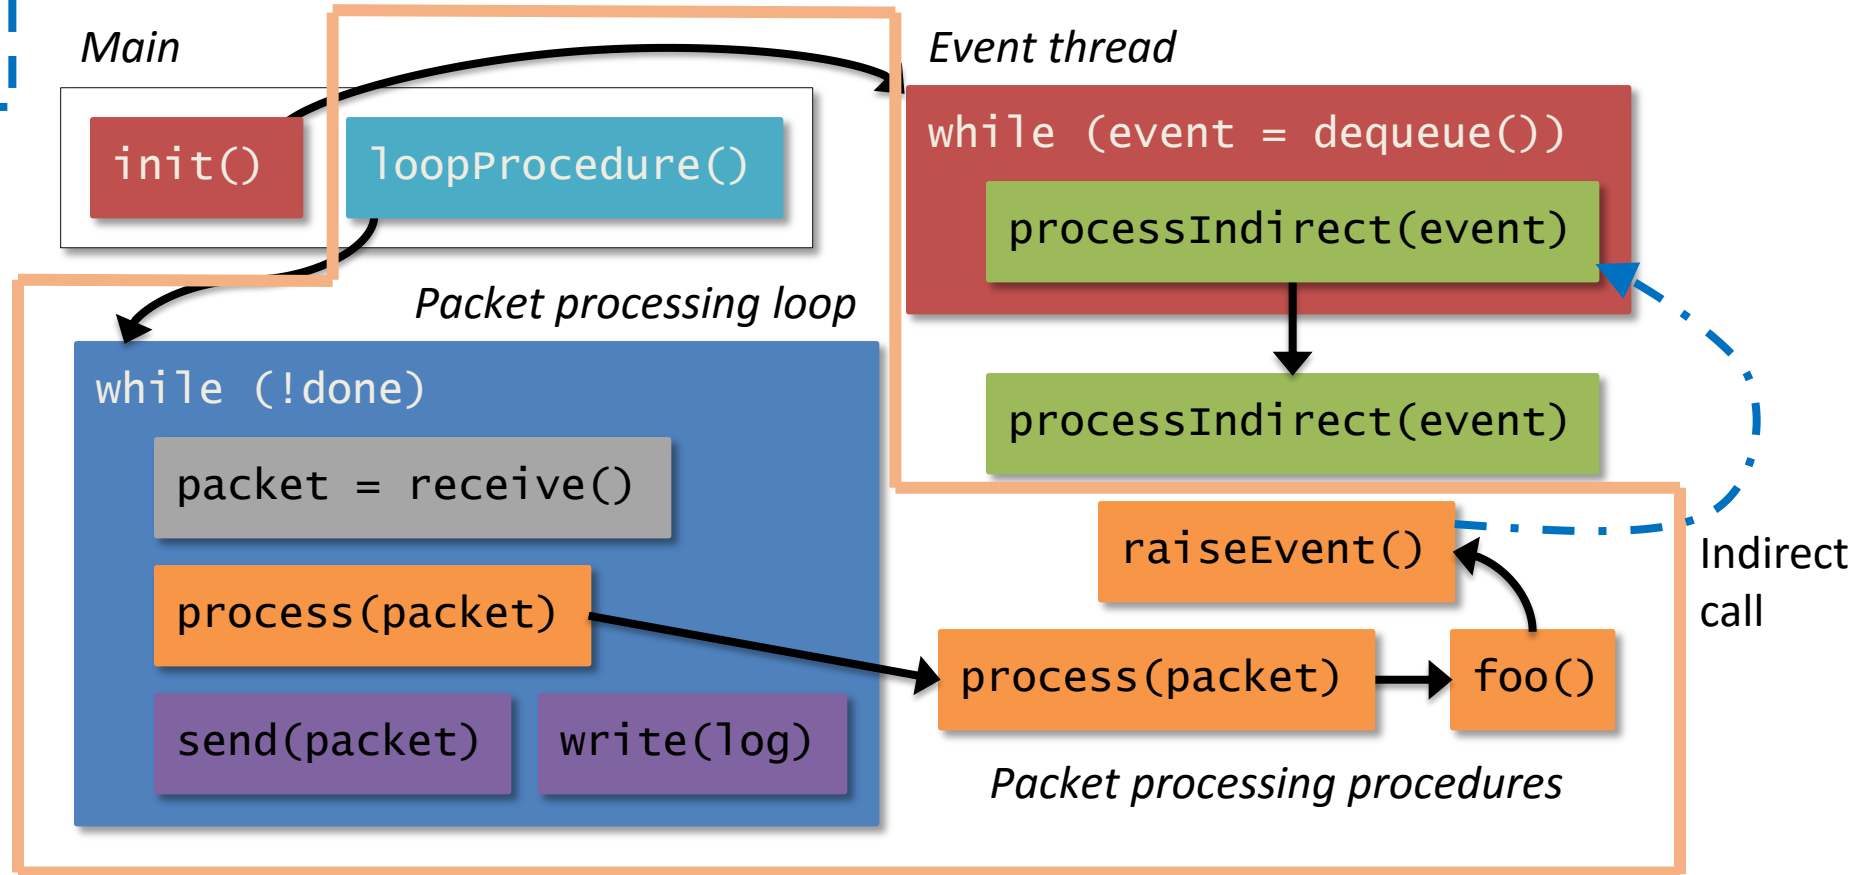 Main
init()
loopProcedure()
Event thread
while (event = dequeue())
processIndirect(event)
processIndirect(event)
Packet processing loop
while (!done)
packet = receive()
process(packet)
send(packet)
write(log)
raiseEvent()
Indirect
call
process(packet)
foo()
Packet processing procedures